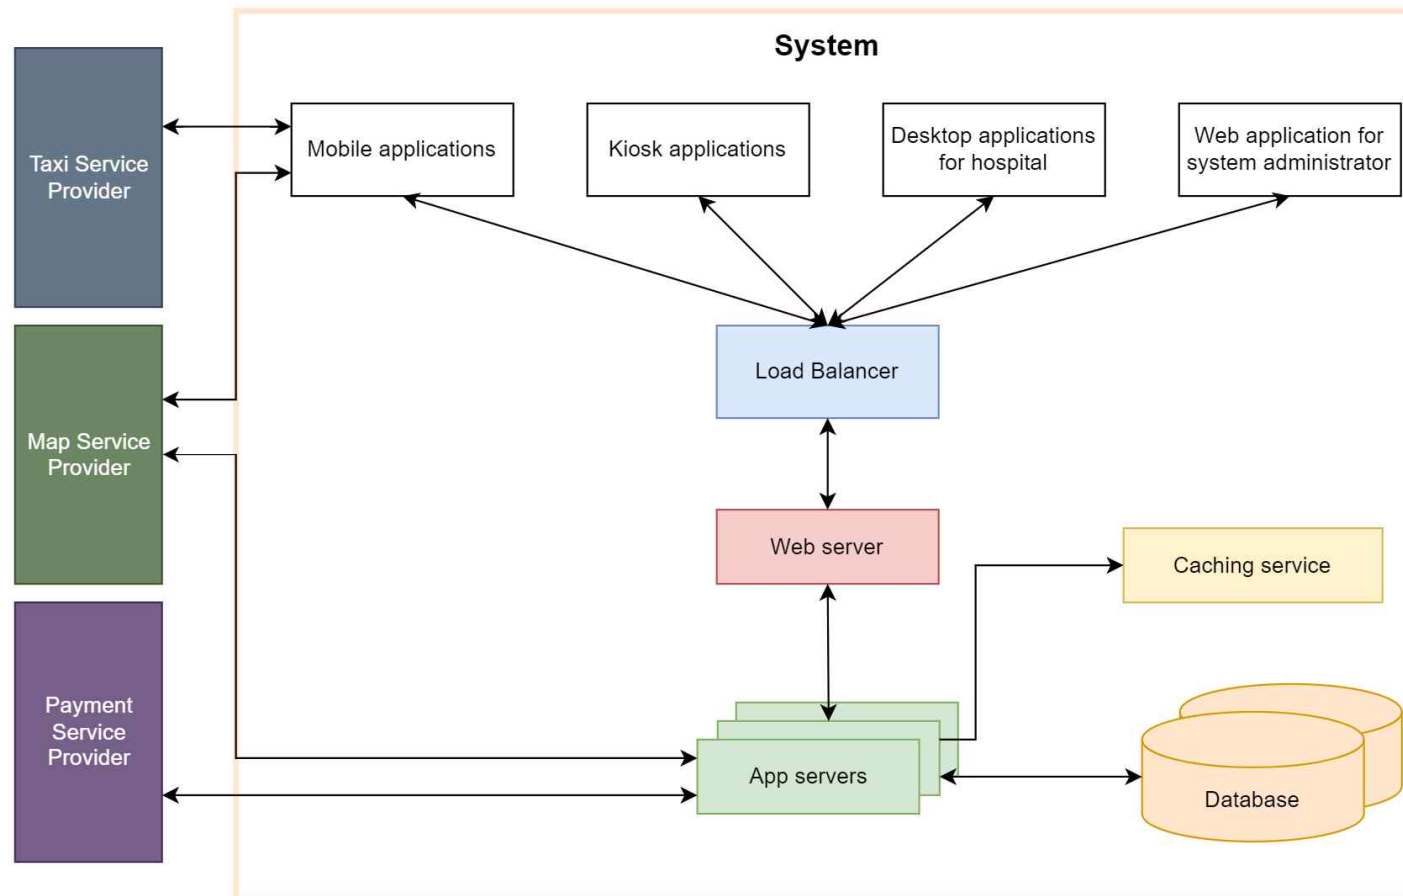 System
Taxi Service
Provider
Mobile applications
Kiosk applications
Desktop applications
for hospital
Web application for
system administrator
Load Balancer
Map Service
Provider
Web server
Caching service
Payment
Service
Provider
App servers
Database